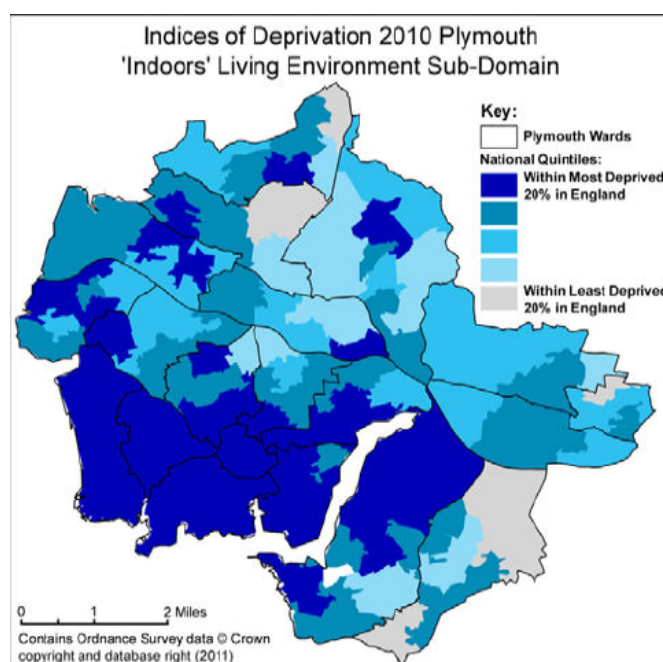 Indices of Deprivation 2010 Plymouth
'Indoors' Living Environment Sub-Domain
Key:
Plymouth Wards
National Quintiles:
Within Most Deprived
20% in England
Within Least Deprived
20% in England
0 1 2 Miles
Contains Ordnance Survey data © Crown
copyright and database right (2011)